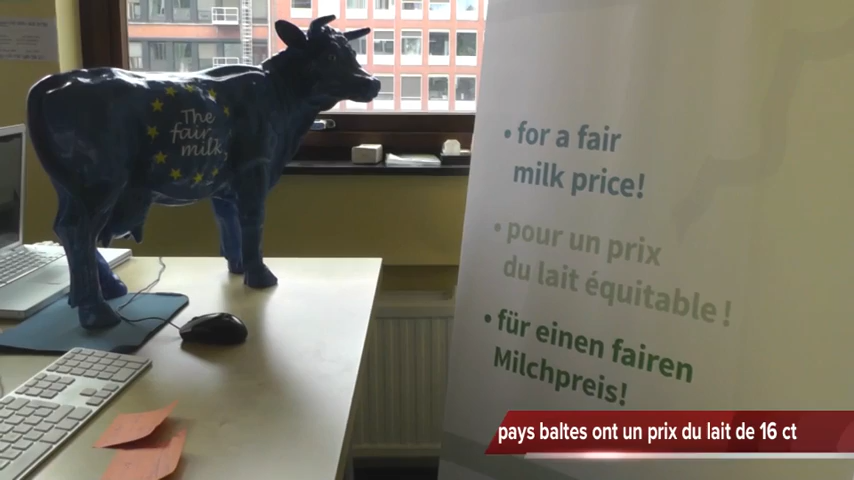 The
fair
milk
• for a fair
milk price!
• pour un prix
du lait équitable !
• für einen fairen
Milchpreis!
pays baltes ont un prix du lait de 16 ct